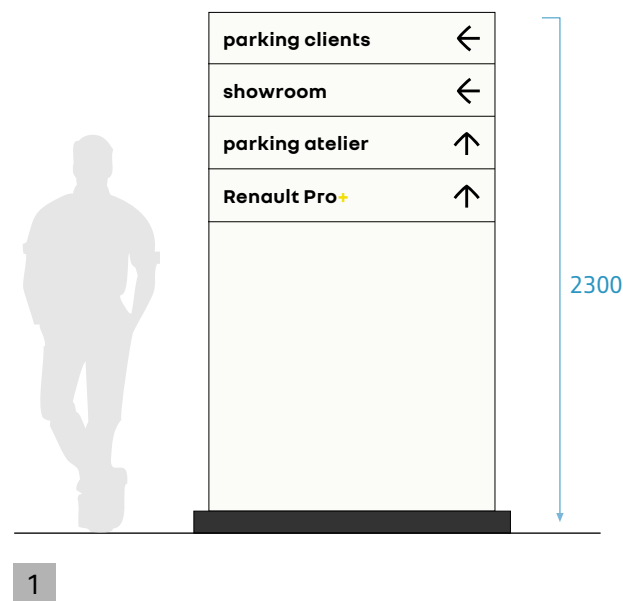 parking clients ←
showroom ←
parking atelier ↑
Renault Pro+ ↑
2300
1